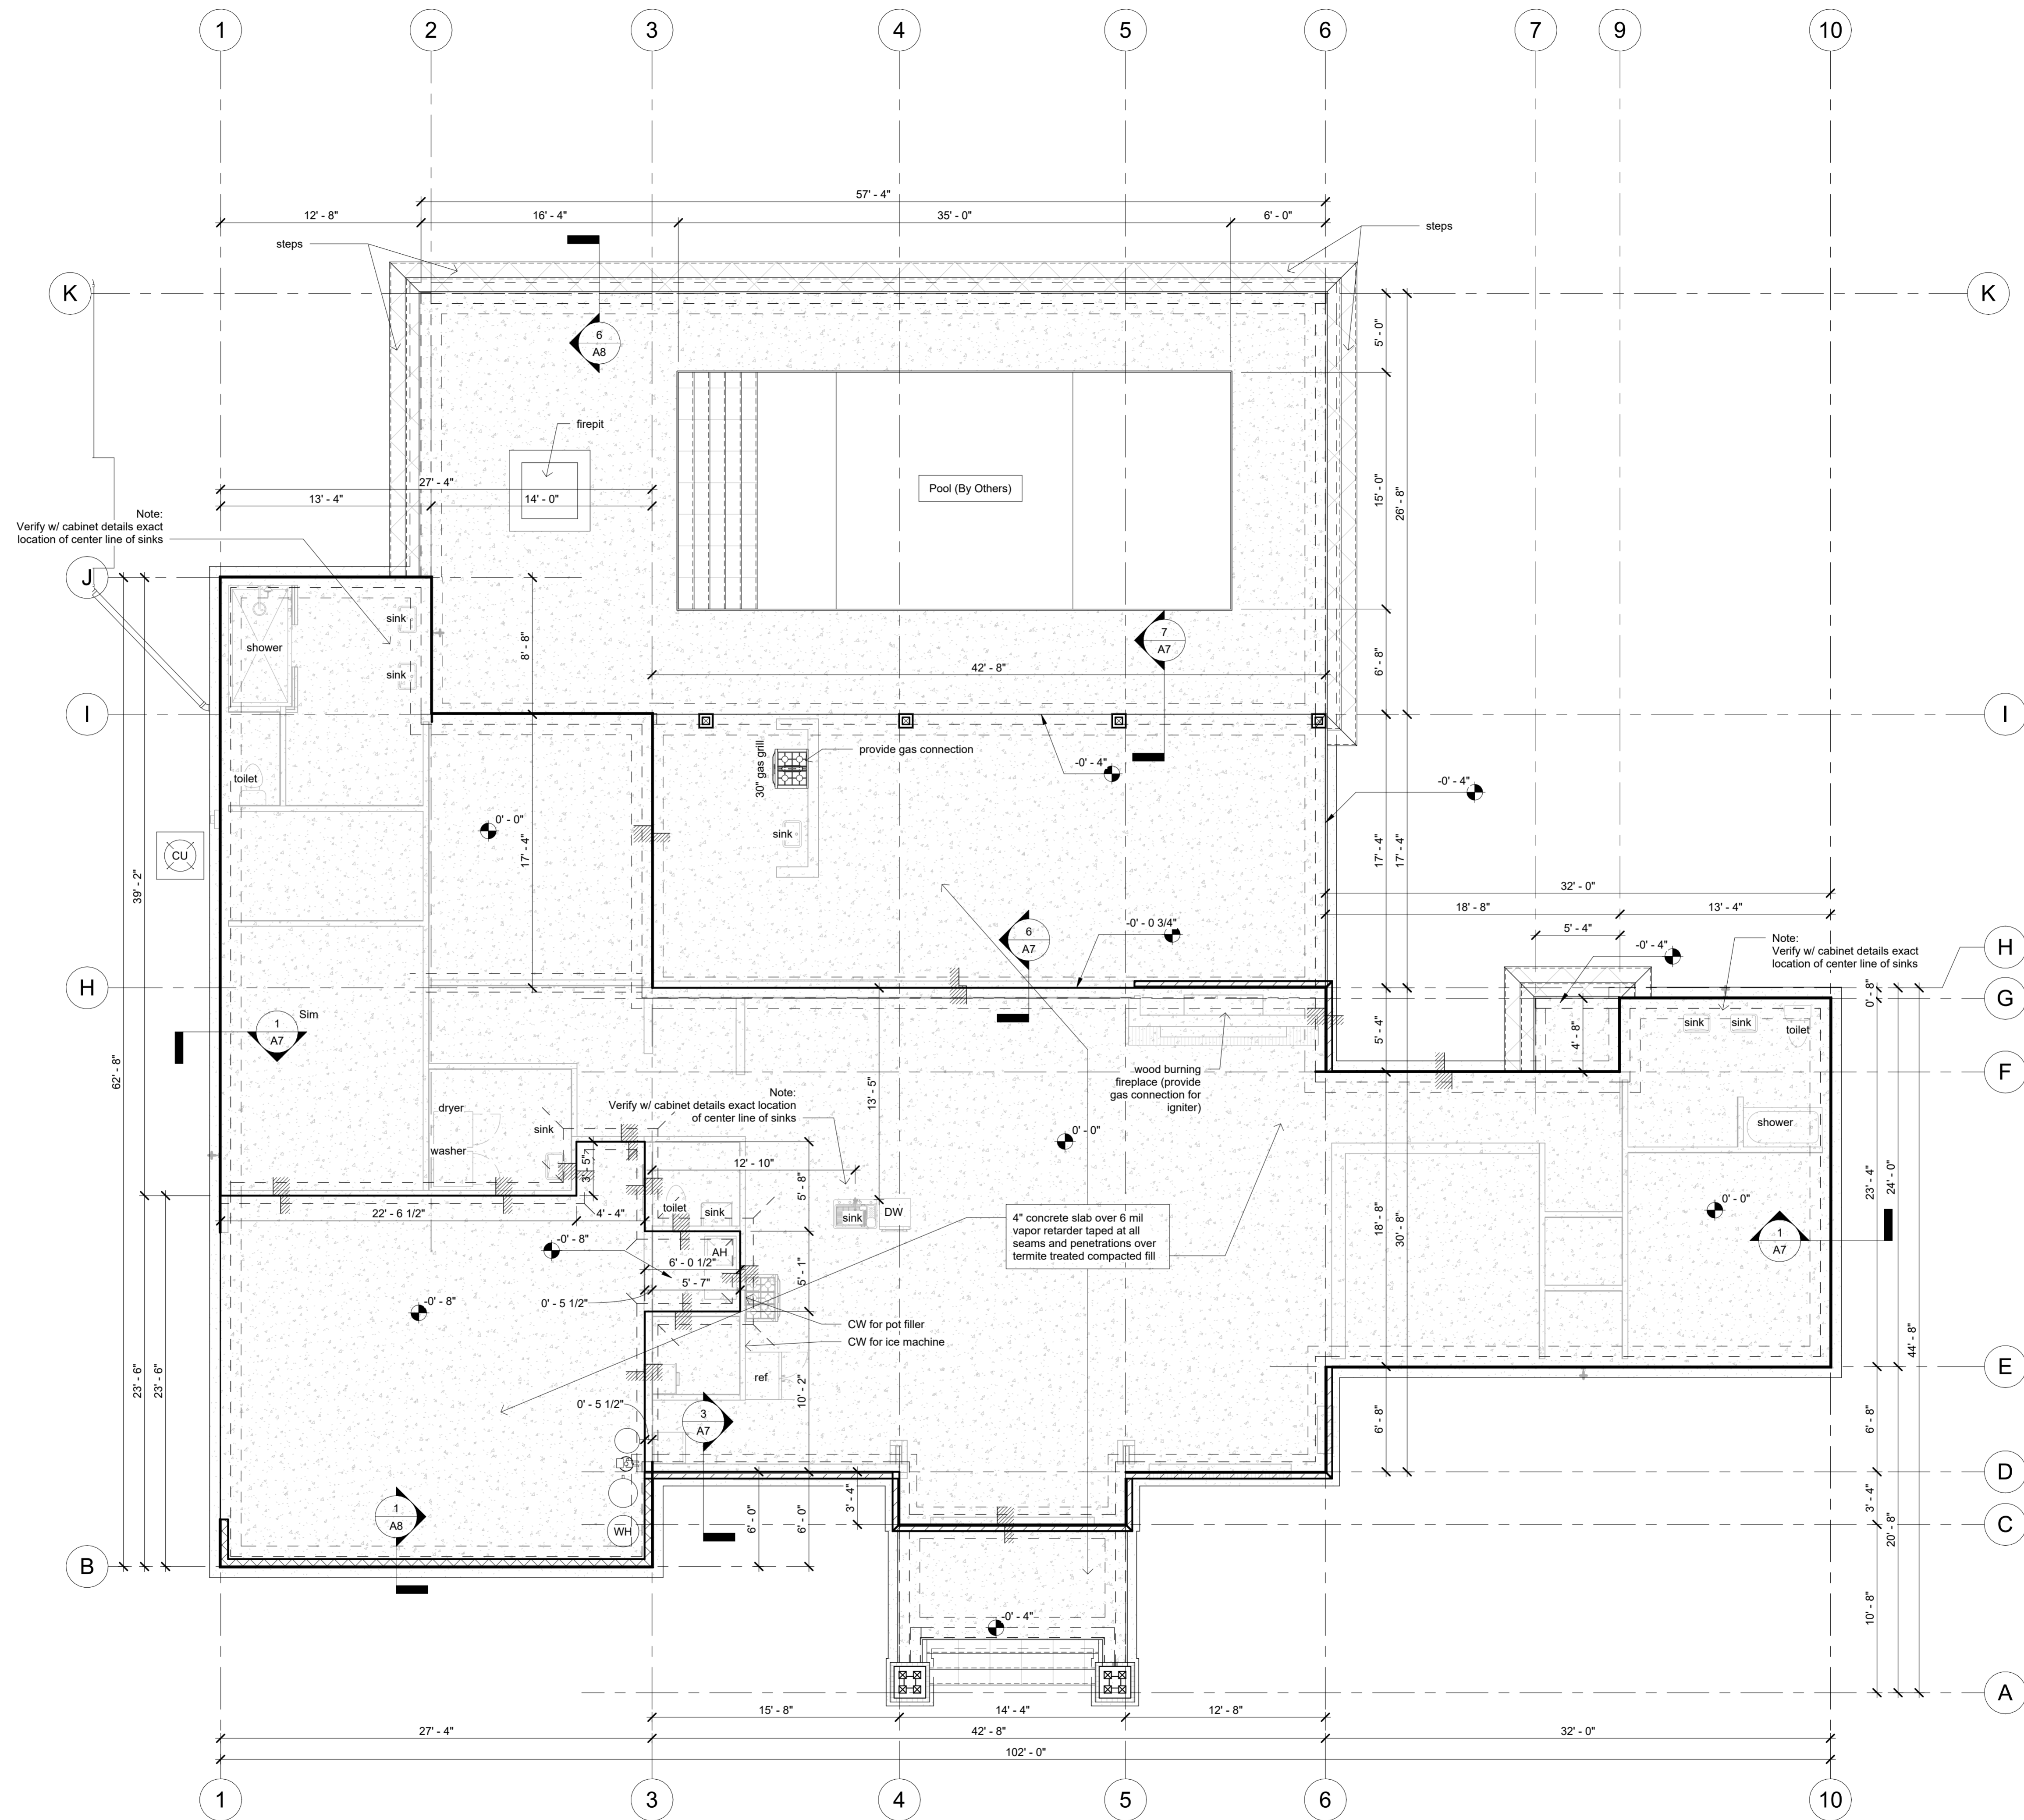 1 2 3 4 5 6 7 9 10
57' - 4"
12' - 8" 16' - 4" 35' - 0" 6' - 0"
steps
steps
K
K
5' - 0"
6
A8
firepit
27' - 4"
13' - 4" 14' - 0"
Pool (By Others)
15' - 0"
26' - 8"
Note:
Verify w/ cabinet details exact
location of center line of sinks
J
sink
shower
sink
8' - 8"
7
A7
42' - 8"
6' - 8"
I
I
30" gas grill
provide gas connection
-0' - 4"
-0' - 4"
toilet
0' - 0"
sink
17' - 4"
17' - 4"
17' - 4"
CU
39' - 2"
32' - 0"
18' - 8" 13' - 4"
-0' - 0 3/4"
6
A7
5' - 4"
-0' - 4"
Note:
Verify w/ cabinet details exact
location of center line of sinks
H
H
0' - 8"
G
1
A7
Sim
sink
sink
toilet
5' - 4"
4' - 8"
62' - 8"
wood burning
fireplace (provide
gas connection for
igniter)
F
Note:
Verify w/ cabinet details exact location
of center line of sinks
13' - 5"
dryer
sink
washer
0' - 0"
shower
3' - 5"
12' - 10"
5' - 8"
toilet
sink
sink
DW
22' - 6 1/2" 4' - 4"
0' - 0"
23' - 4"
24' - 0"
18' - 8"
30' - 8"
4" concrete slab over 6 mil
vapor retarder taped at all
seams and penetrations over
termite treated compacted fill
1
A7
-0' - 8"
AH
6' - 0 1/2"
5' - 7"
5' - 1"
0' - 5 1/2"
-0' - 8"
CW for pot filler
CW for ice machine
44' - 8"
E
23' - 6"
23' - 6"
ref
10' - 2"
0' - 5 1/2"
3
A7
6' - 8"
6' - 8"
D
1
A8
WH
6' - 0"
6' - 0"
3' - 4"
3' - 4"
C
20' - 8"
B
10' - 8"
-0' - 4"
A
15' - 8" 14' - 4" 12' - 8"
27' - 4" 42' - 8" 32' - 0"
102' - 0"
1 3 4 5 6 10